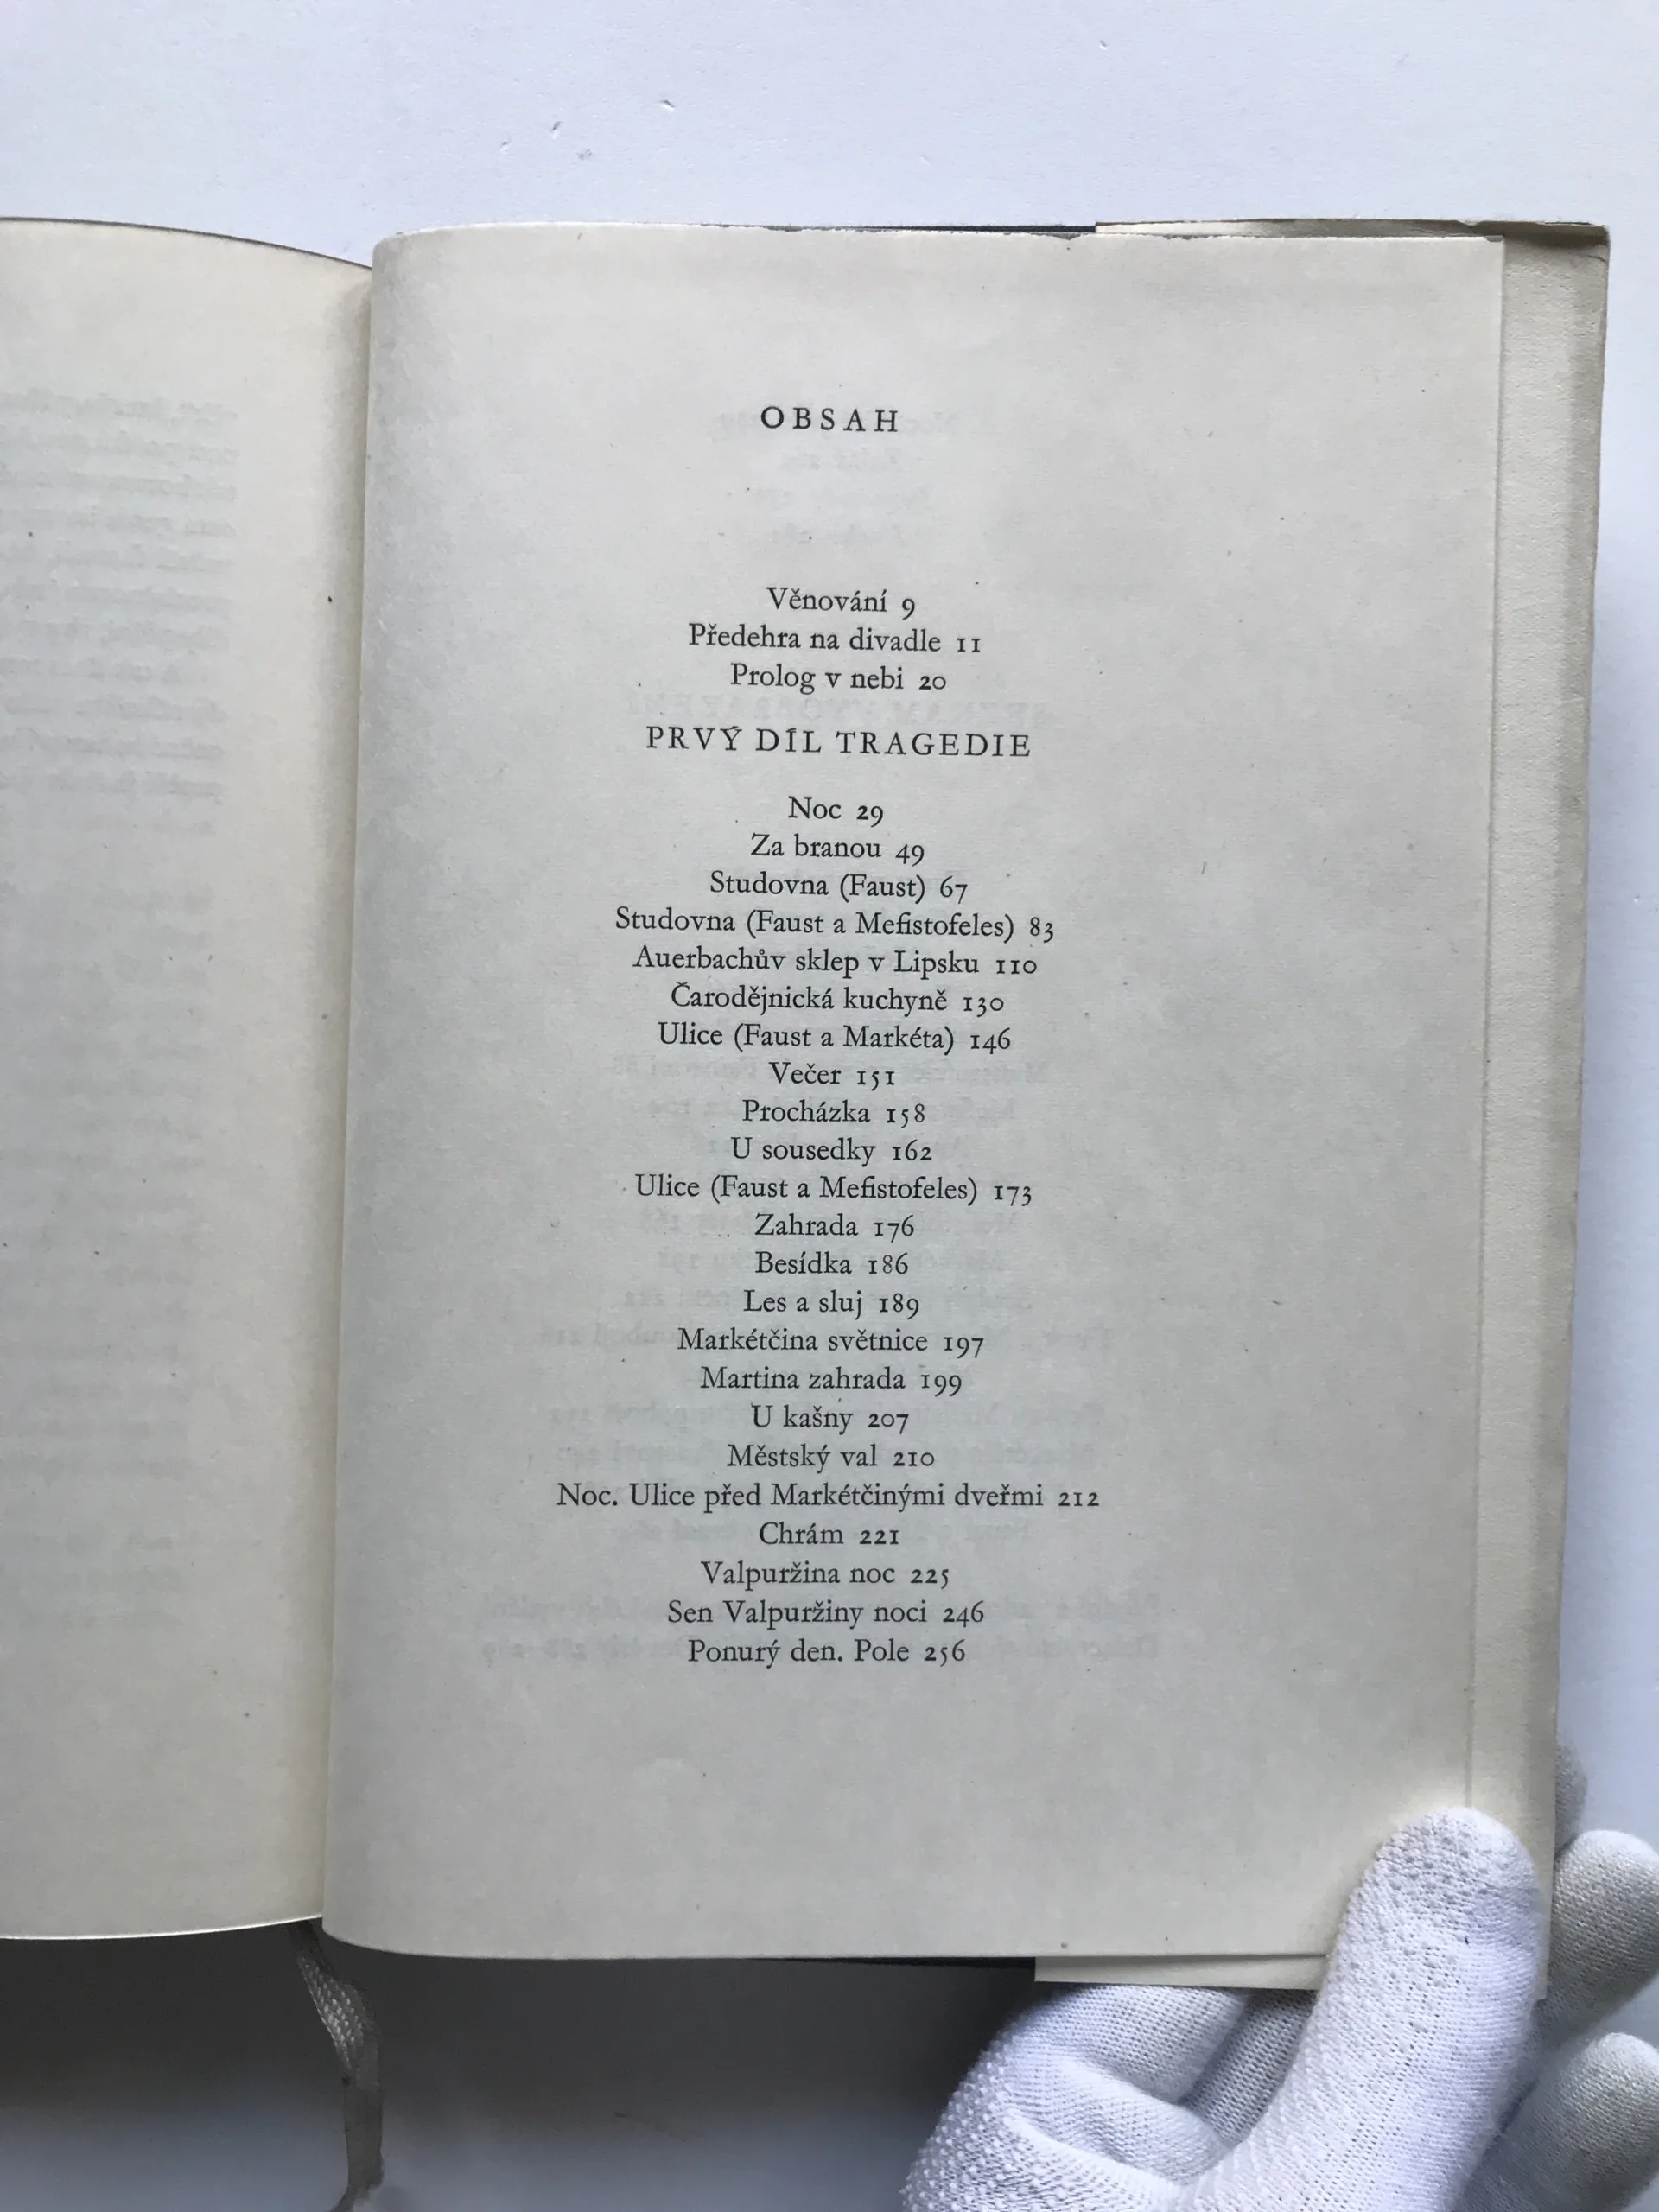 OBSAH
Věnování 9
Předehra na divadle 11
Prolog v nebi 20
PRVÝ DÍL TRAGEDIE
Noc 29
Za branou 49
Studovna (Faust) 67
Studovna (Faust a Mefistofeles) 83
Auerbachův sklep v Lipsku 110
Čarodějnická kuchyně 130
Ulice (Faust a Markéta) 146
Večer 151
Procházka 158
U sousedky 162
Ulice (Faust a Mefistofeles) 173
Zahrada 176
Besídka 186
Les a sluj 189
Markétčina světnice 197
Martina zahrada 199
U kašny 207
Městský val 210
Noc. Ulice před Markétčinými dveřmi 212
Chrám 221
Valpuržina noc 225
Sen Valpuržiny noci 246
Ponurý den. Pole 256